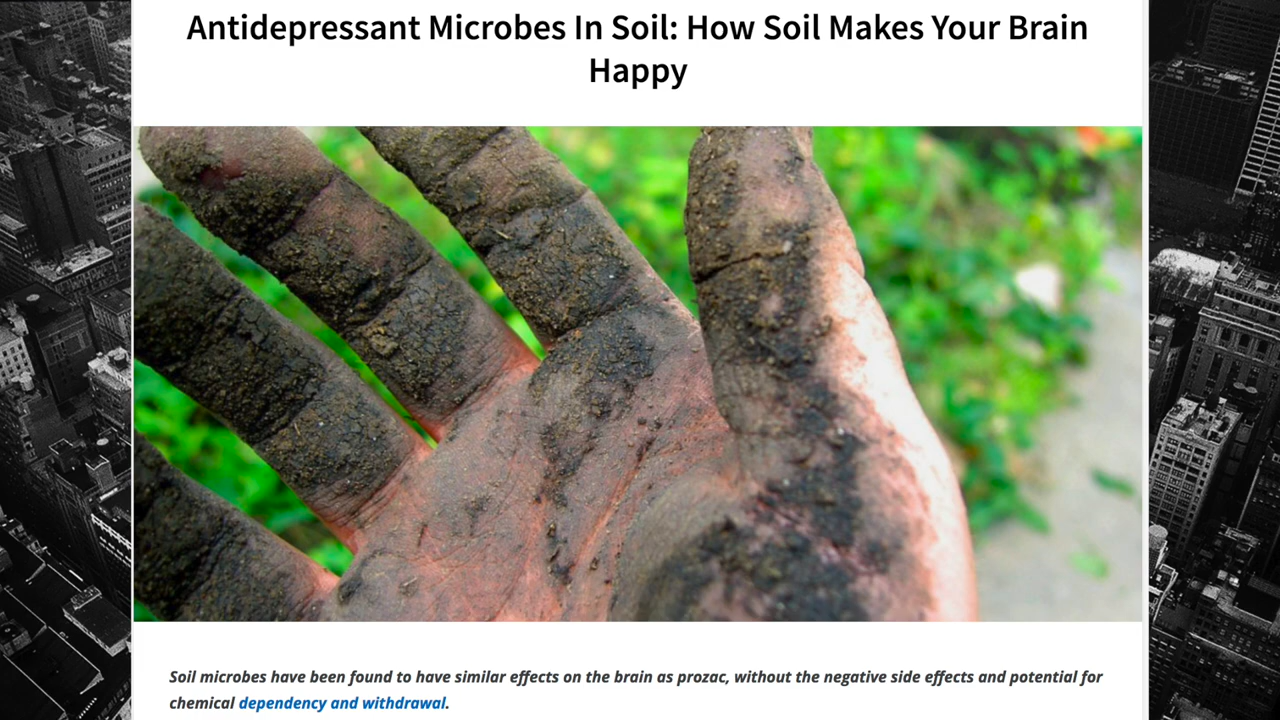 Antidepressant Microbes In Soil: How Soil Makes Your Brain
Happy
Soil microbes have been found to have similar effects on the brain as prozac, without the negative side effects and potential for
chemical dependency and withdrawal.